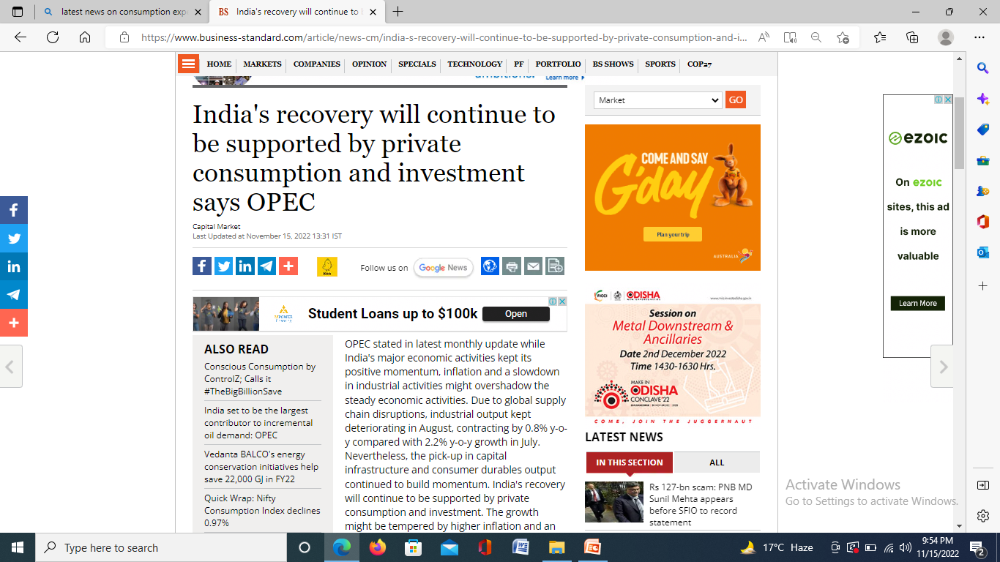 latest news on consumption expe
BS India's recovery will continue to
https://www.business-standard.com/article/news-cm/india-s-recovery-will-continue-to-be-supported-by-private-consumption-and-i...
HOME MARKETS COMPANIES OPINION SPECIALS TECHNOLOGY PF PORTFOLIO BS SHOWS SPORTS COP27
Learn more
India's recovery will continue to
be supported by private
consumption and investment
says OPEC
Capital Market
Last Updated at November 15, 2022 13:31 IST
Koo
Follow us on Google News
MPOWER
Financing
Student Loans up to $100k
Open
ALSO READ
Conscious Consumption by
ControlZ; Calls it
#TheBigBillionSave
India set to be the largest
contributor to incremental
oil demand: OPEC
Vedanta BALCO's energy
conservation initiatives help
save 22,000 GJ in FY22
Quick Wrap: Nifty
Consumption Index declines
0.97%
OPEC stated in latest monthly update while
India's major economic activities kept its
positive momentum, inflation and a slowdown
in industrial activities might overshadow the
steady economic activities. Due to global supply
chain disruptions, industrial output kept
deteriorating in August, contracting by 0.8% y-o-
y compared with 2.2% y-o-y growth in July.
Nevertheless, the pick-up in capital
infrastructure and consumer durables output
continued to build momentum. India's recovery
will continue to be supported by private
consumption and investment. The growth
might be tempered by higher inflation and an
Market
GO
COME AND SAY
G'day
Plan your trip
AUSTRALIA
FICCI
ODISHA
NEW OPPORTUNITIES
Session on
Metal Downstream &
Ancillaries
Date 2nd December 2022
Time 1430-1630 Hrs.
MAKE IN
ODISHA
CONCLAVE'22
COME, JOIN THE JUGGERNAUT
LATEST NEWS
IN THIS SECTION ALL
Rs 127-bn scam: PNB MD
Sunil Mehta appears
before SFIO to record
statement
ezoic
On ezoic
sites, this ad
is more
valuable
Learn More
Activate Windows
Go to Settings to activate Windows.
Type here to search
17°C Haze
9:54 PM
11/15/2022
2